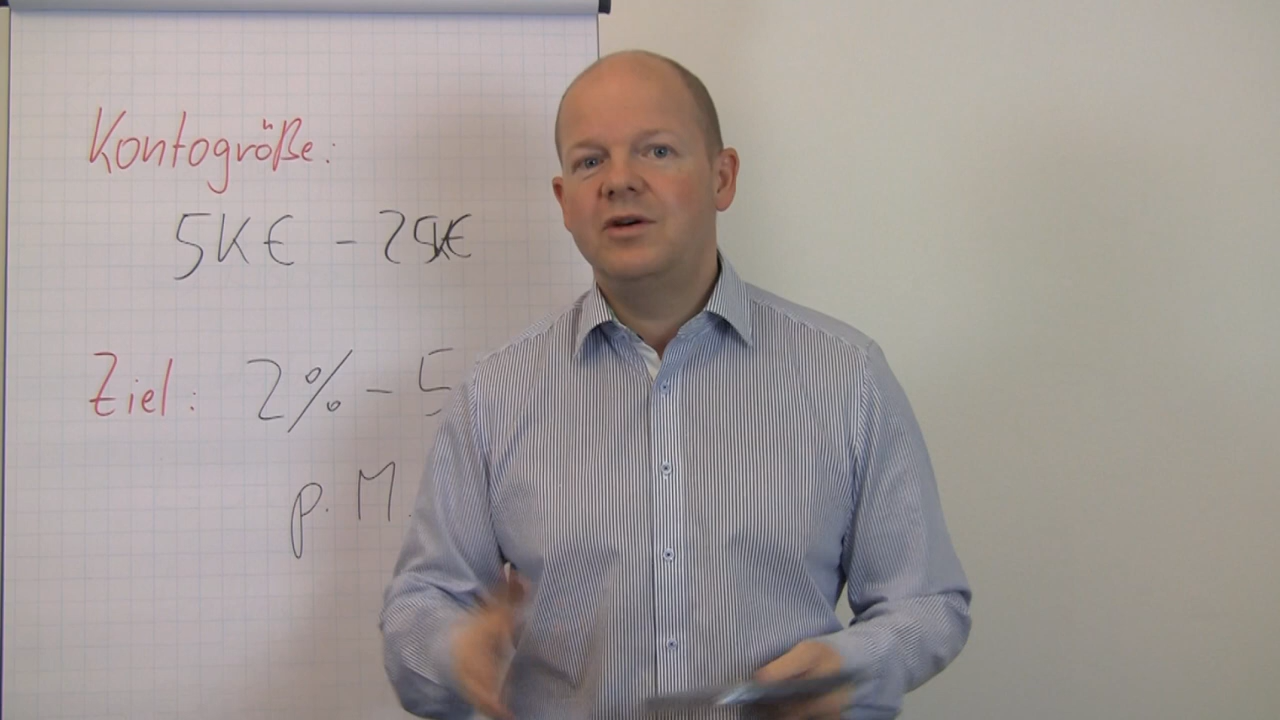 Kontogröße:
5K€ - 25K€
Ziel: 2% - 5
p. M.